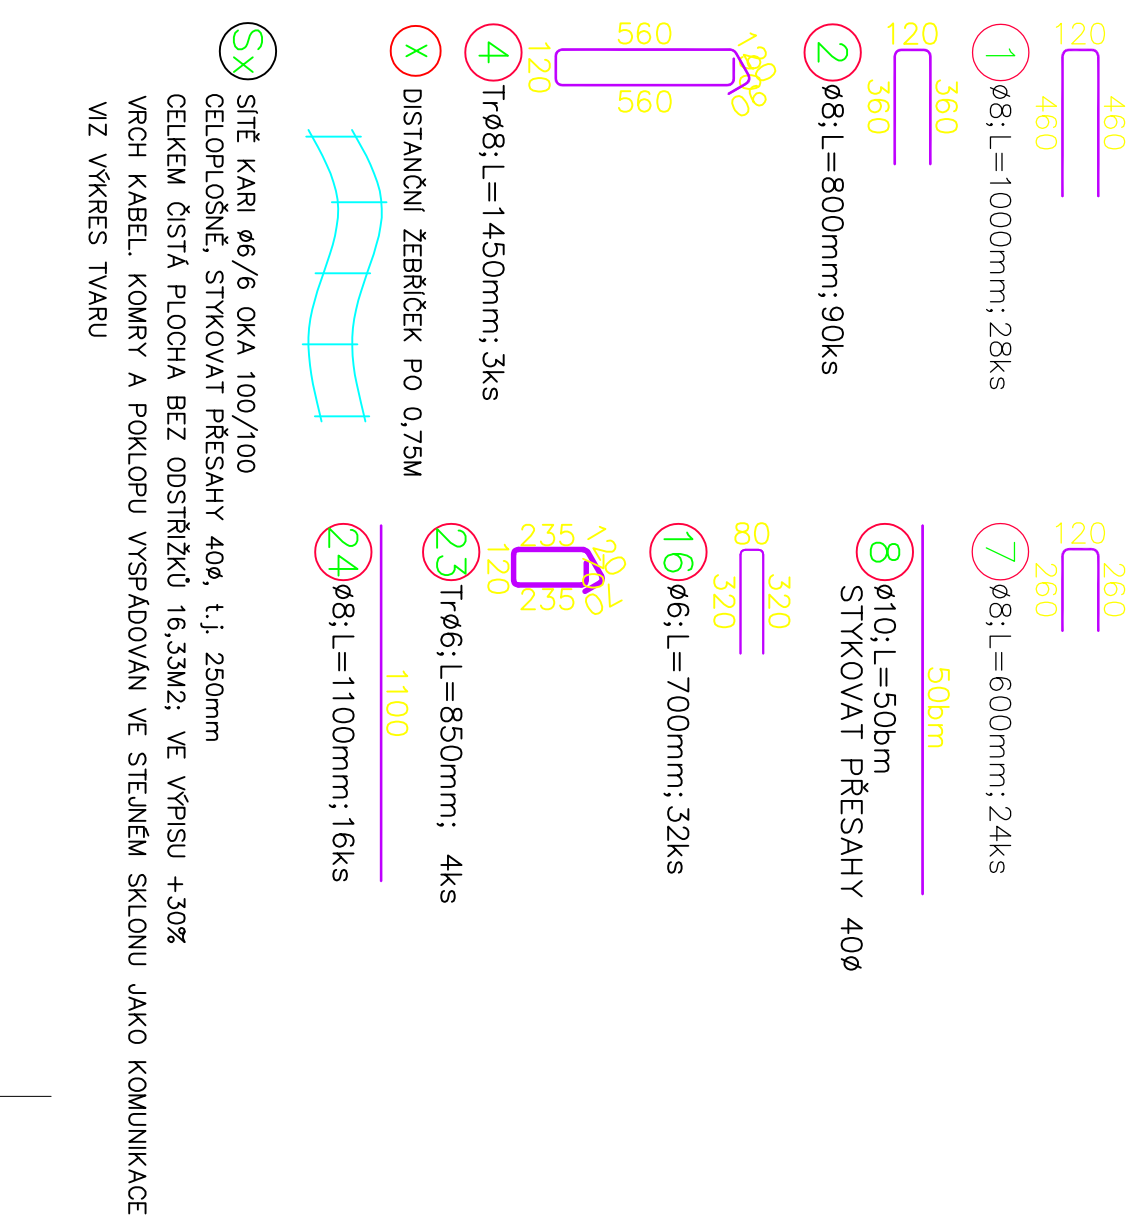 120
460
460
1
ø8; L=1000mm; 28ks
120
360
360
2
ø8; L=800mm; 90ks
560
120
120
560
4
Trø8; L=1450mm; 3ks
x
DISTANČNÍ ŽEBŘÍČEK PO 0,75M
Sx
SÍTĚ KARI ø6/6 OKA 100/100
CELOPLOŠNĚ, STYKOVAT PŘESAHY 40ø, t.j. 250mm
CELKEM ČISTÁ PLOCHA BEZ ODSTŘIŽKŮ 16,33M2; VE VÝPISU +30%
VRCH KABEL. KOMRY A POKLOPU VYSPÁDOVÁN VE STEJNÉM SKLONU JAKO KOMUNIKACE
VIZ VÝKRES TVARU
120
260
260
7
ø8; L=600mm; 24ks
50bm
8
ø10; L=50bm
STYKOVAT PŘESAHY 40ø
80
320
320
16
ø6; L=700mm; 32ks
235
120
120
235
23
Trø6; L=850mm; 4ks
1100
24
ø8; L=1100mm; 16ks